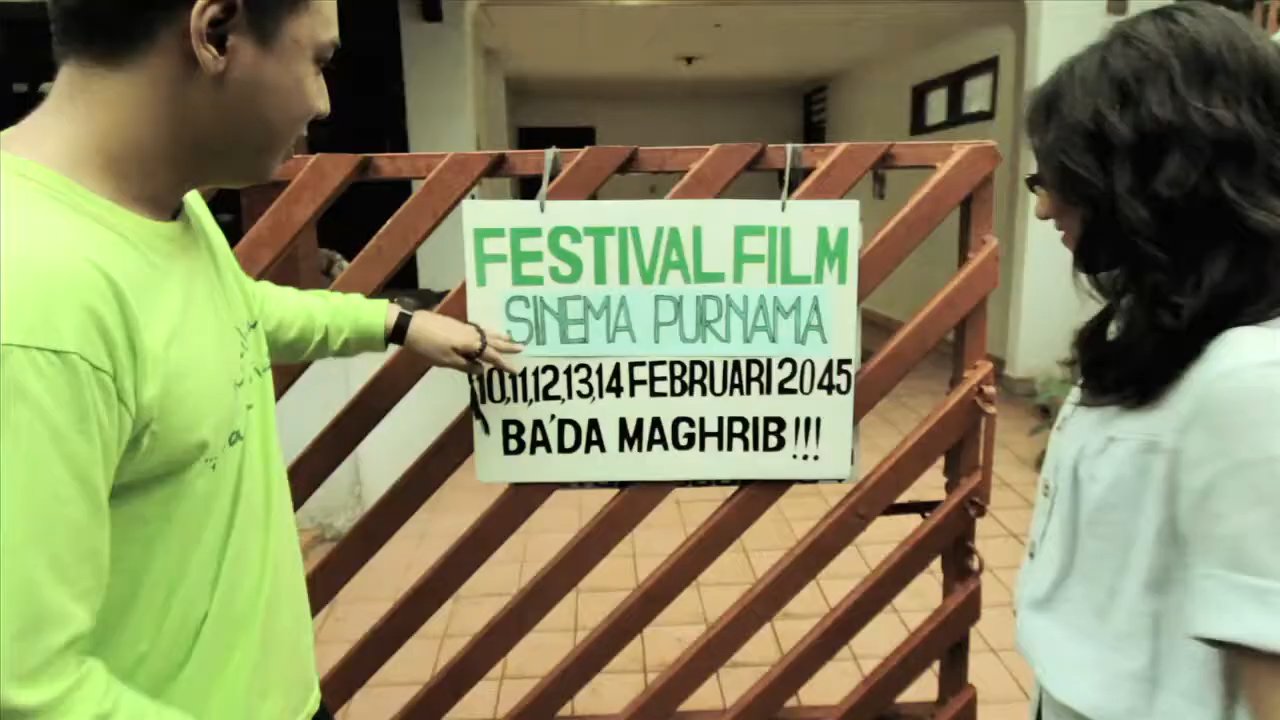 FESTIVAL FILM
SINEMA PURNAMA
10,11,12,13,14 FEBRUARI 2045
BA'DA MAGHRIB!!!